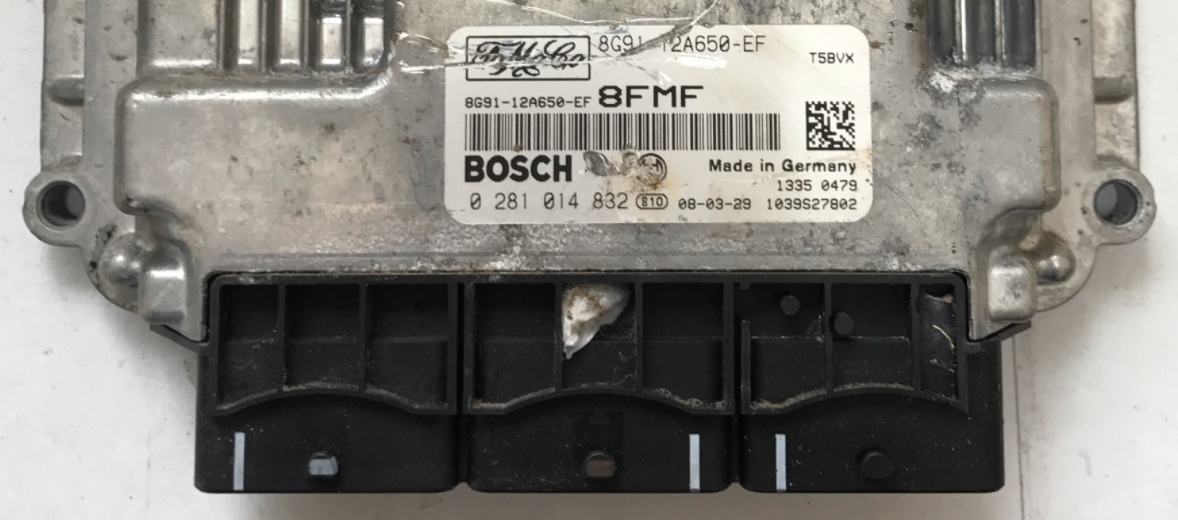 FoMoCo 8G91-12A650-EF
T5BVX
8G91-12A650-EF 8FMF
BOSCH Made in Germany
1335 0479
0 281 014 832 810 08-03-29 1039S27802